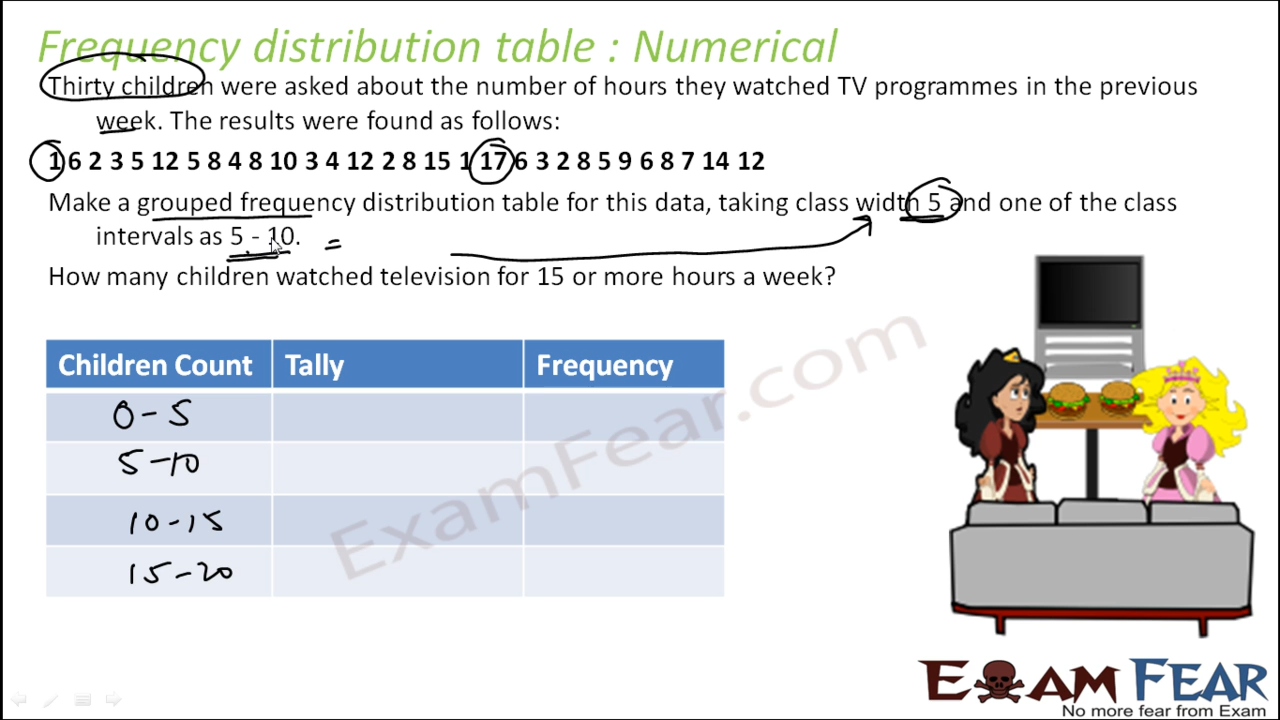 Frequency distribution table : Numerical
Thirty children were asked about the number of hours they watched TV programmes in the previous
week. The results were found as follows:
1 6 2 3 5 12 5 8 4 8 10 3 4 12 2 8 15 1 17 6 3 2 8 5 9 6 8 7 14 12
Make a grouped frequency distribution table for this data, taking class width 5 and one of the class
intervals as 5 - 10. =
How many children watched television for 15 or more hours a week?
Children Count Tally Frequency
0-5
5-10
10-15
15-20
ExamFear.com
EXAM FEAR
No more fear from Exam